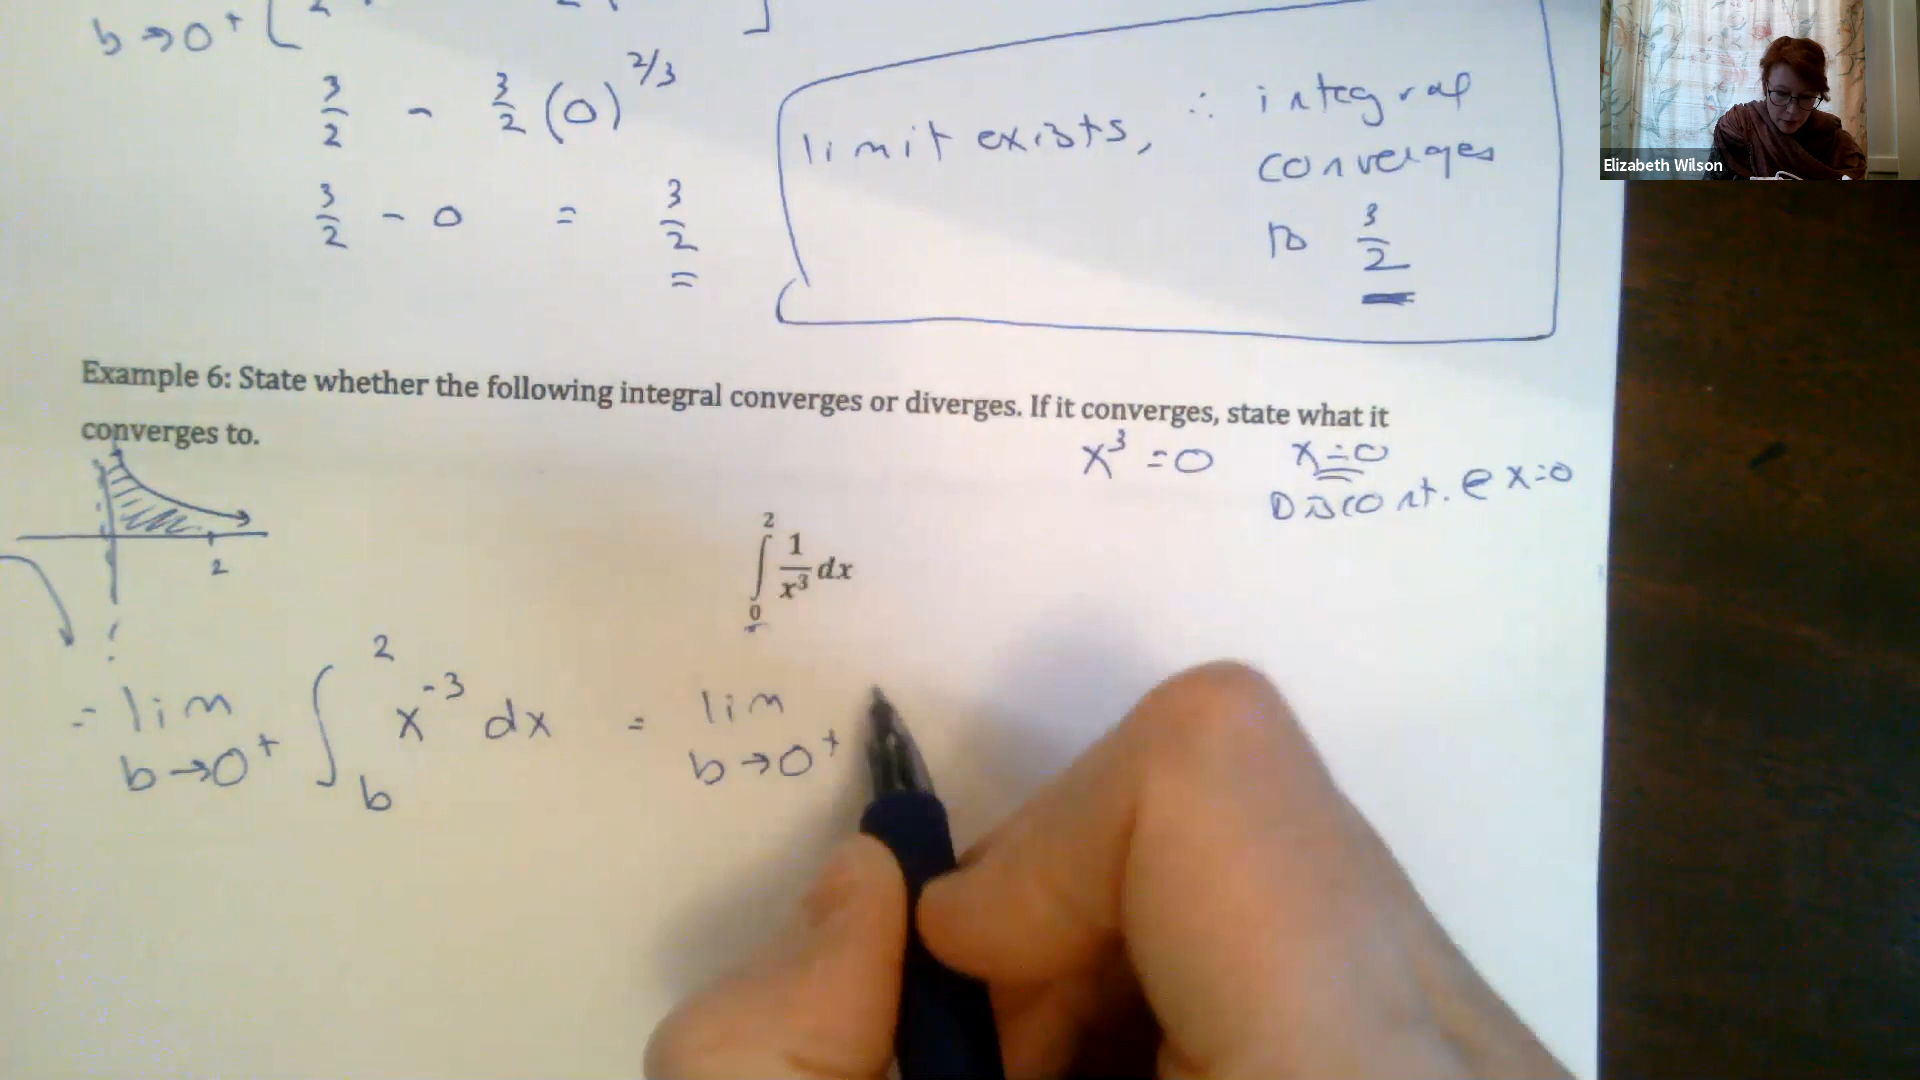 b → 0⁺ [ ]
3/2 - 3/2 (0)^2/3
3/2 - 0 = 3/2
limit exists, ∴ integral
converges
to 3/2
Elizabeth Wilson
Example 6: State whether the following integral converges or diverges. If it converges, state what it
converges to.
x³ = 0 x = 0
Discont. @ x=0
2
∫₀² 1/x³ dx
= lim b→0⁺ ∫_b² x⁻³ dx = lim b→0⁺